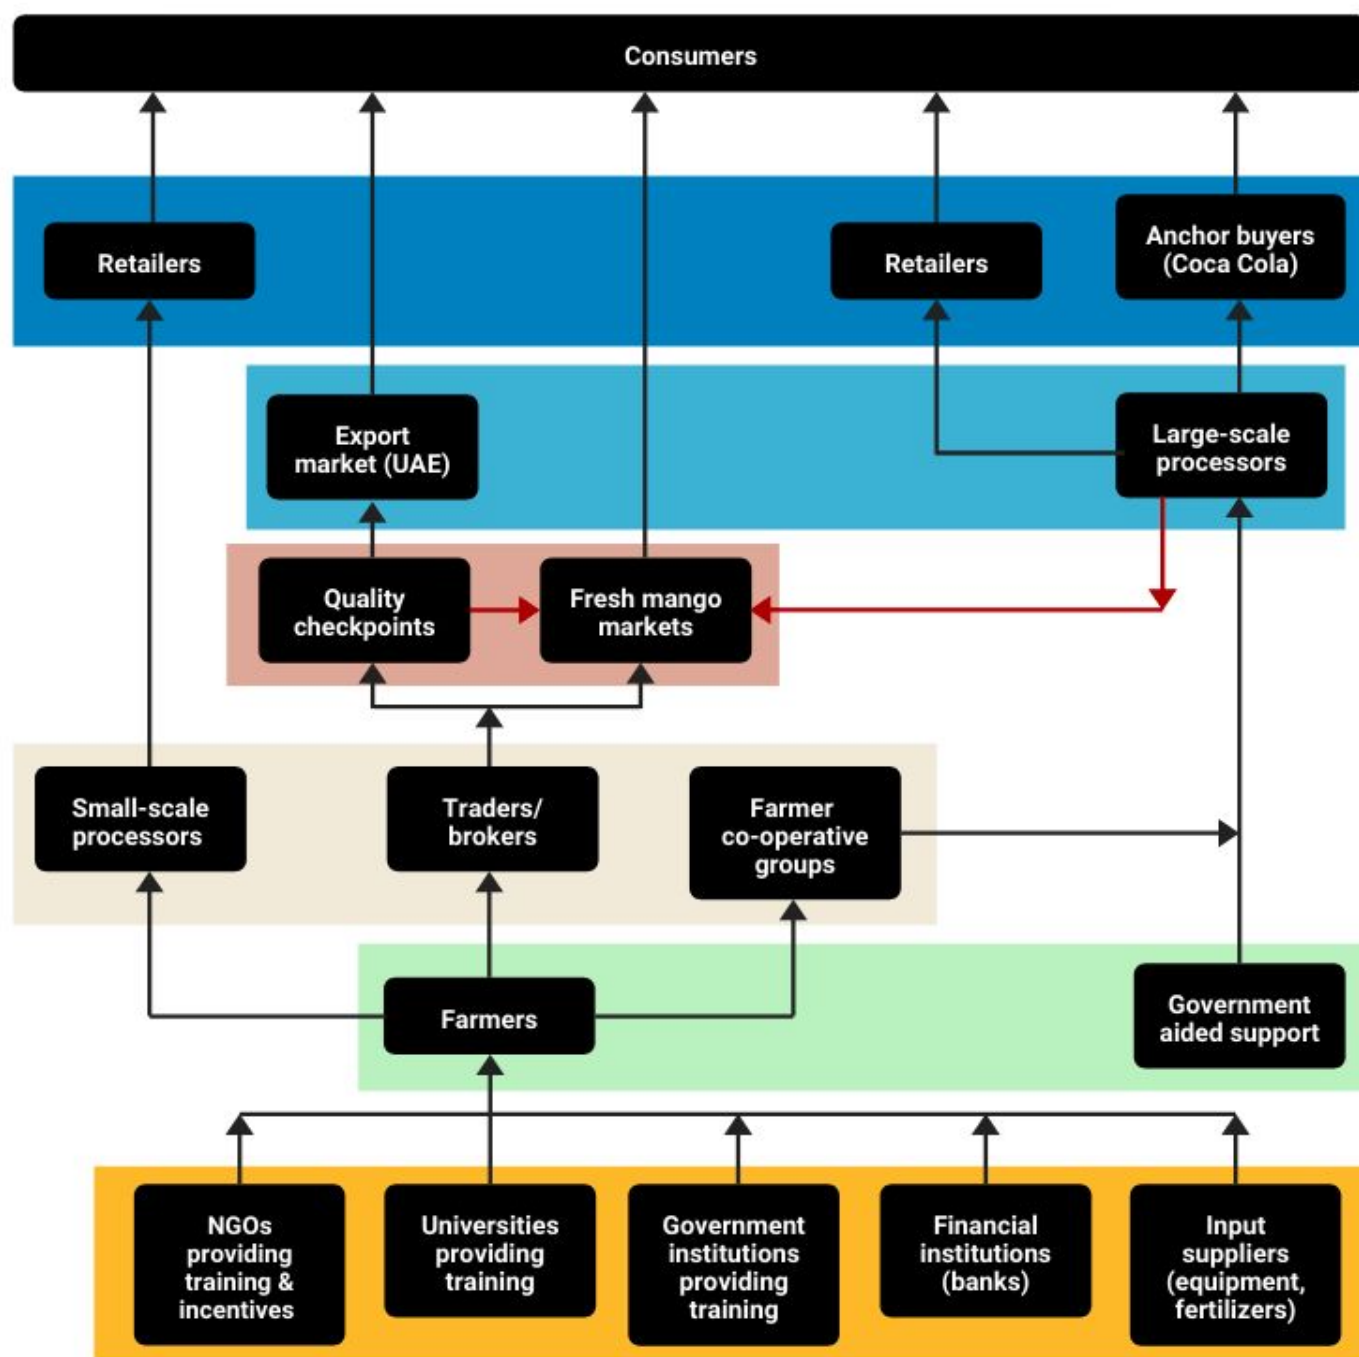 Consumers
Retailers
Retailers
Anchor buyers
(Coca Cola)
Export
market (UAE)
Large-scale
processors
Quality
checkpoints
Fresh mango
markets
Small-scale
processors
Traders/
brokers
Farmer
co-operative
groups
Farmers
Government
aided support
NGOs
providing
training &
incentives
Universities
providing
training
Government
institutions
providing
training
Financial
institutions
(banks)
Input
suppliers
(equipment,
fertilizers)